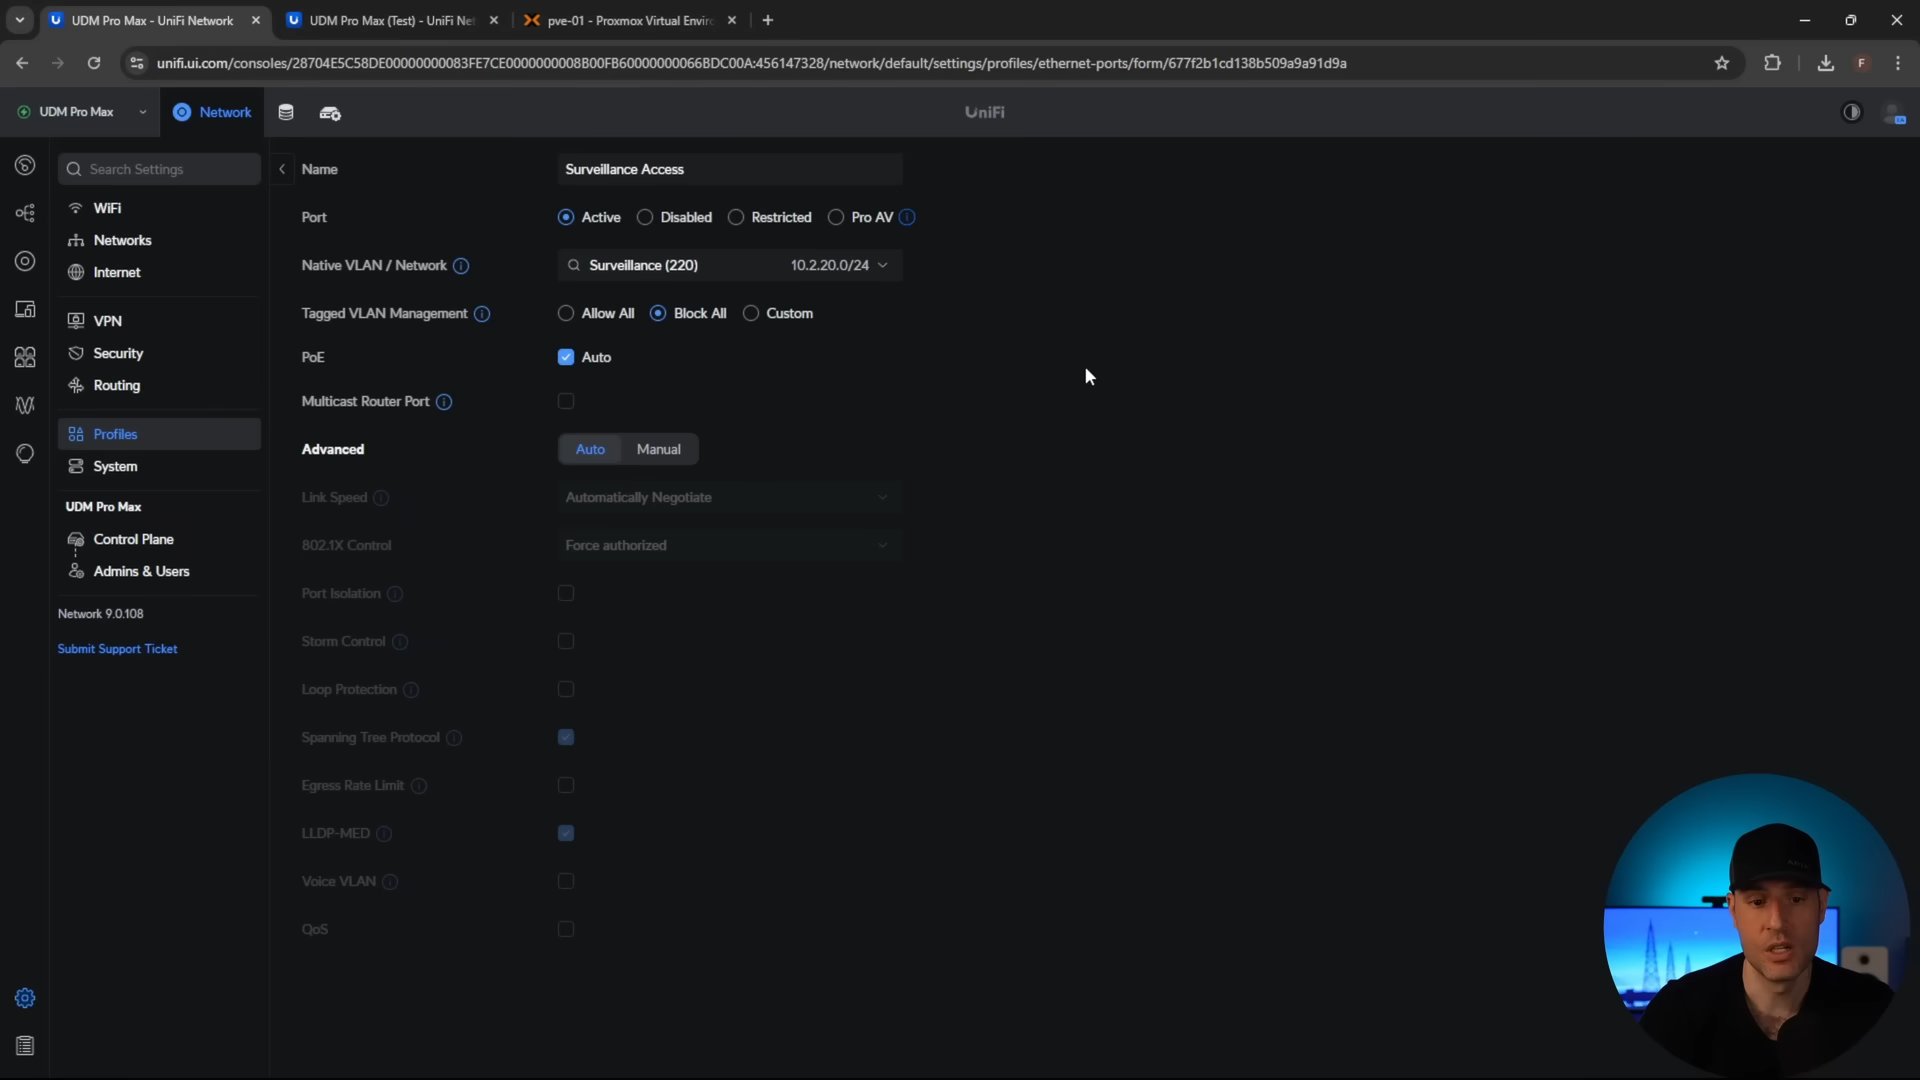 UDM Pro Max - UniFi Network
UDM Pro Max (Test) - UniFi Net
pve-01 - Proxmox Virtual Enviro
unifi.ui.com/consoles/28704E5C58DE00000000083FE7CE0000000008B00FB60000000066BDC00A:456147328/network/default/settings/profiles/ethernet-ports/form/677f2b1cd138b509a9a91d9a
F
UDM Pro Max
Network
UniFi
Search Settings
WiFi
Networks
Internet
VPN
Security
Routing
Profiles
System
UDM Pro Max
Control Plane
Admins & Users
Network 9.0.108
Submit Support Ticket
Name
Surveillance Access
Port
Active
Disabled
Restricted
Pro AV
Native VLAN / Network
Surveillance (220)
10.2.20.0/24
Tagged VLAN Management
Allow All
Block All
Custom
PoE
Auto
Multicast Router Port
Advanced
Auto
Manual
Link Speed
Automatically Negotiate
802.1X Control
Force authorized
Port Isolation
Storm Control
Loop Protection
Spanning Tree Protocol
Egress Rate Limit
LLDP-MED
Voice VLAN
QoS